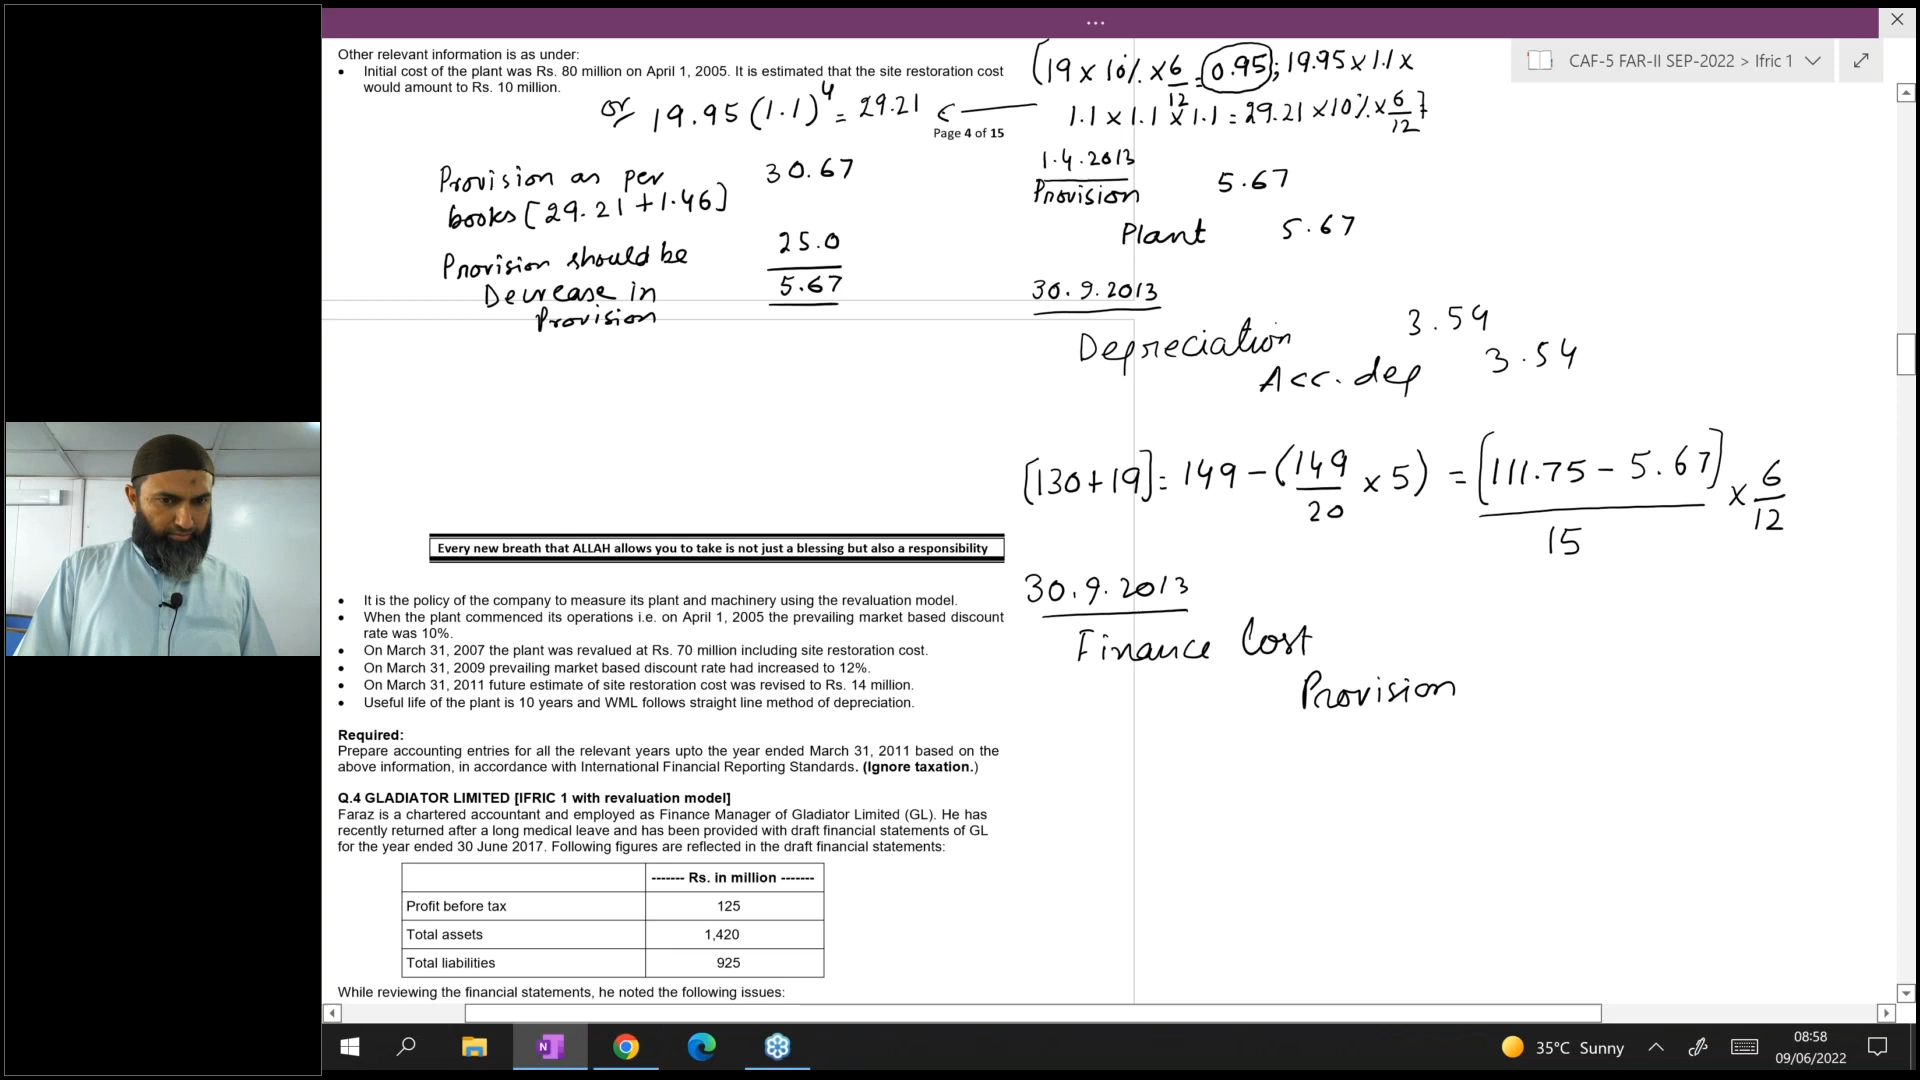 Other relevant information is as under:
• Initial cost of the plant was Rs. 80 million on April 1, 2005. It is estimated that the site restoration cost
would amount to Rs. 10 million.
or 19.95 (1.1)^4 = 29.21 ←
Page 4 of 15
[19 x 10% x 6/12 = 0.95]; 19.95 x 1.1 x
1.1 x 1.1 x 1.1 = 29.21 x 10% x 6/12}
CAF-5 FAR-II SEP-2022 > Ifric 1
Provision as per 30.67
books [29.21 + 1.46]
Provision should be 25.0
Decrease in 5.67
Provision
1.4.2013
Provision 5.67
Plant 5.67
30.9.2013
Depreciation 3.54
Acc. dep 3.54
[130+19] = 149 - (149/20 x 5) = [111.75 - 5.67]/15 x 6/12
30.9.2013
Finance Cost
Provision
Every new breath that ALLAH allows you to take is not just a blessing but also a responsibility
• It is the policy of the company to measure its plant and machinery using the revaluation model.
• When the plant commenced its operations i.e. on April 1, 2005 the prevailing market based discount
rate was 10%.
• On March 31, 2007 the plant was revalued at Rs. 70 million including site restoration cost.
• On March 31, 2009 prevailing market based discount rate had increased to 12%.
• On March 31, 2011 future estimate of site restoration cost was revised to Rs. 14 million.
• Useful life of the plant is 10 years and WML follows straight line method of depreciation.
Required:
Prepare accounting entries for all the relevant years upto the year ended March 31, 2011 based on the
above information, in accordance with International Financial Reporting Standards. (Ignore taxation.)
Q.4 GLADIATOR LIMITED [IFRIC 1 with revaluation model]
Faraz is a chartered accountant and employed as Finance Manager of Gladiator Limited (GL). He has
recently returned after a long medical leave and has been provided with draft financial statements of GL
for the year ended 30 June 2017. Following figures are reflected in the draft financial statements:
------- Rs. in million -------
Profit before tax 125
Total assets 1,420
Total liabilities 925
While reviewing the financial statements, he noted the following issues:
35°C Sunny
08:58
09/06/2022